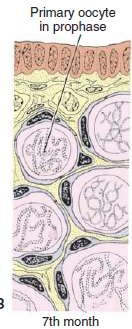 Primary oocyte
in prophase
B
7th month